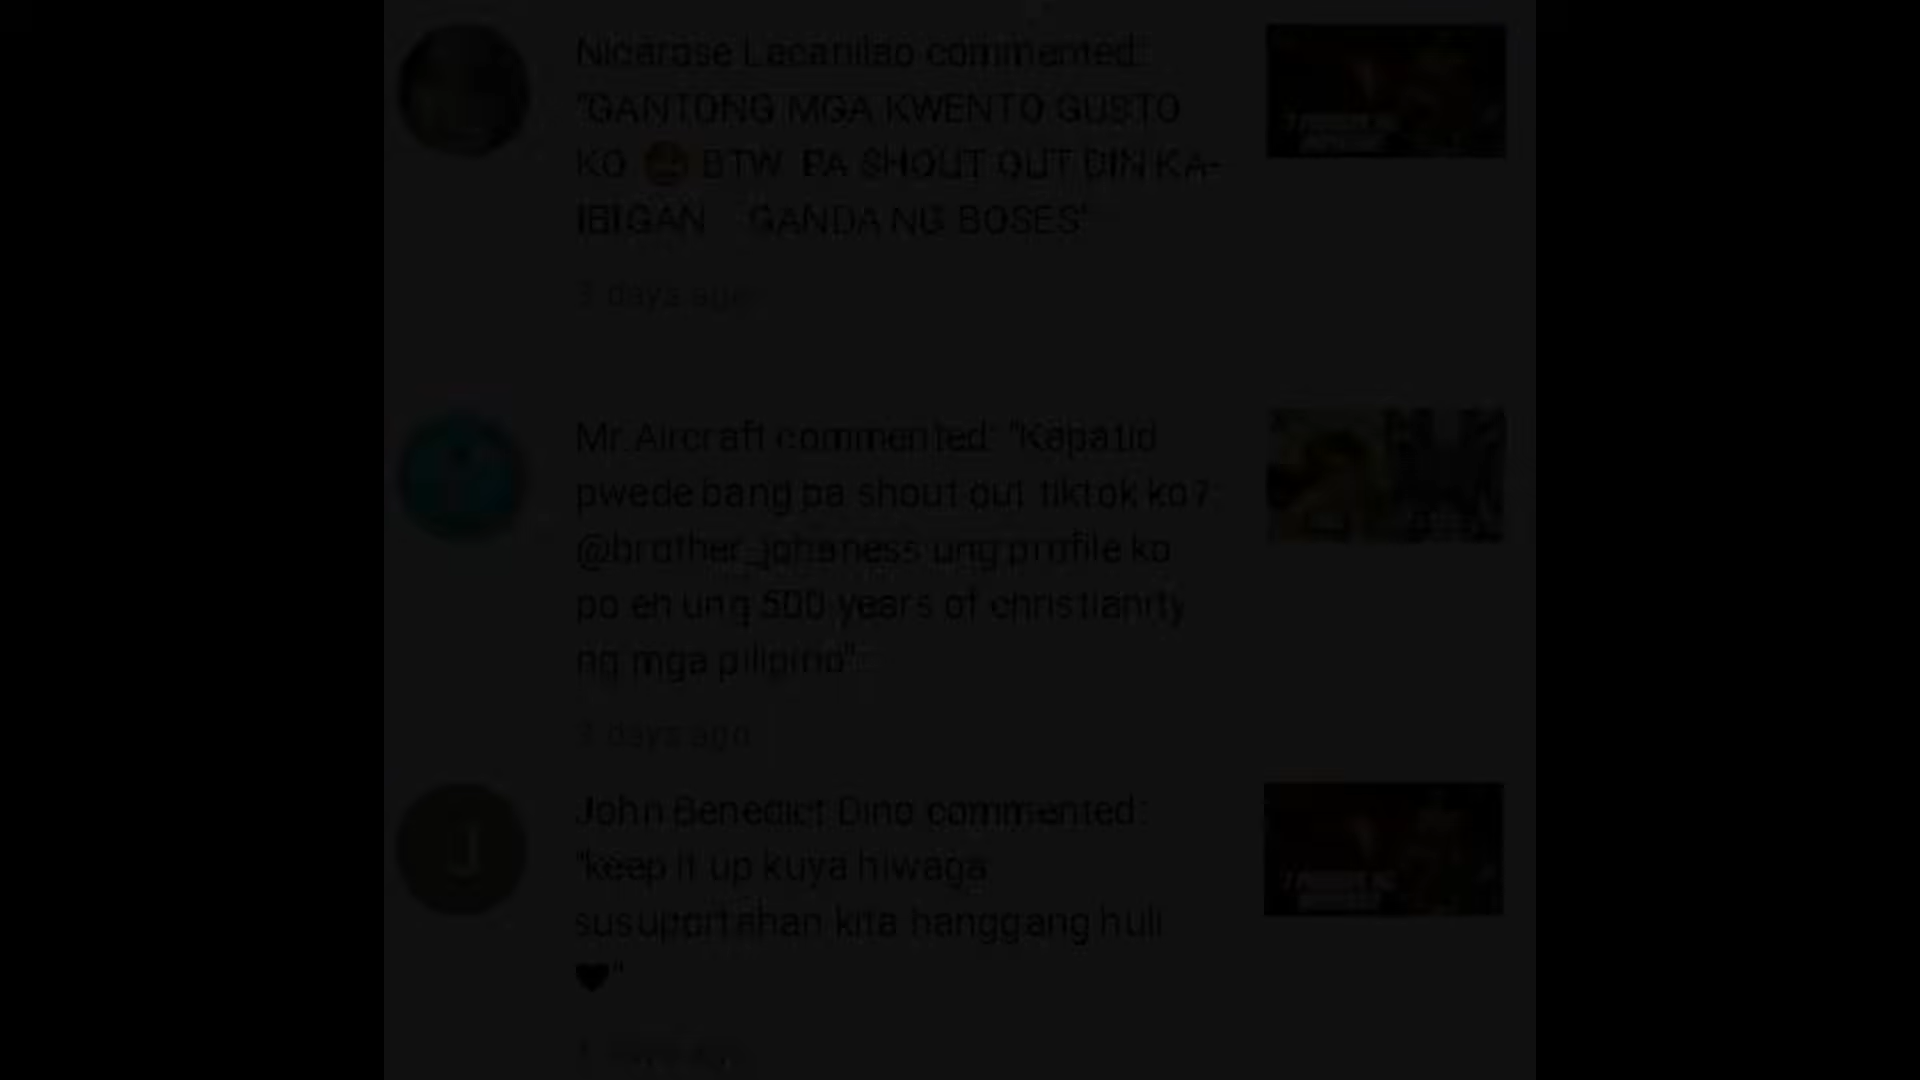 Nicarose Lacanilao commented:
"GANTONG MGA KWENTO GUSTO
KO 😄 BTW PA SHOUT OUT DIN KA-
IBIGAN GANDA NG BOSES"
days ago
Mr.Aircraft commented: "Kapatid
pwede bang pa shout out tiktok ko?
@brother_johaness ung profile ko
po eh ung 500 years of christianity
ng mga pilipino"
days ago
J
John Benedict Dino commented:
"keep it up kuya hiwaga
susuportahan kita hanggang huli
🖤"
days ago